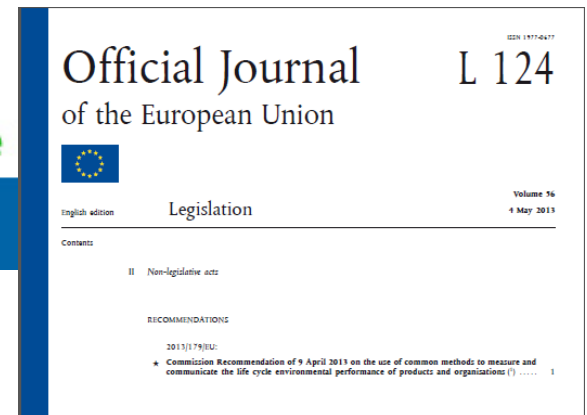 ISSN 1977-0677
Official Journal
L 124
of the European Union
Volume 56
English edition
Legislation
4 May 2013
Contents
II Non-legislative acts
RECOMMENDATIONS
2013/179/EU:
★ Commission Recommendation of 9 April 2013 on the use of common methods to measure and
communicate the life cycle environmental performance of products and organisations (¹) ..... 1